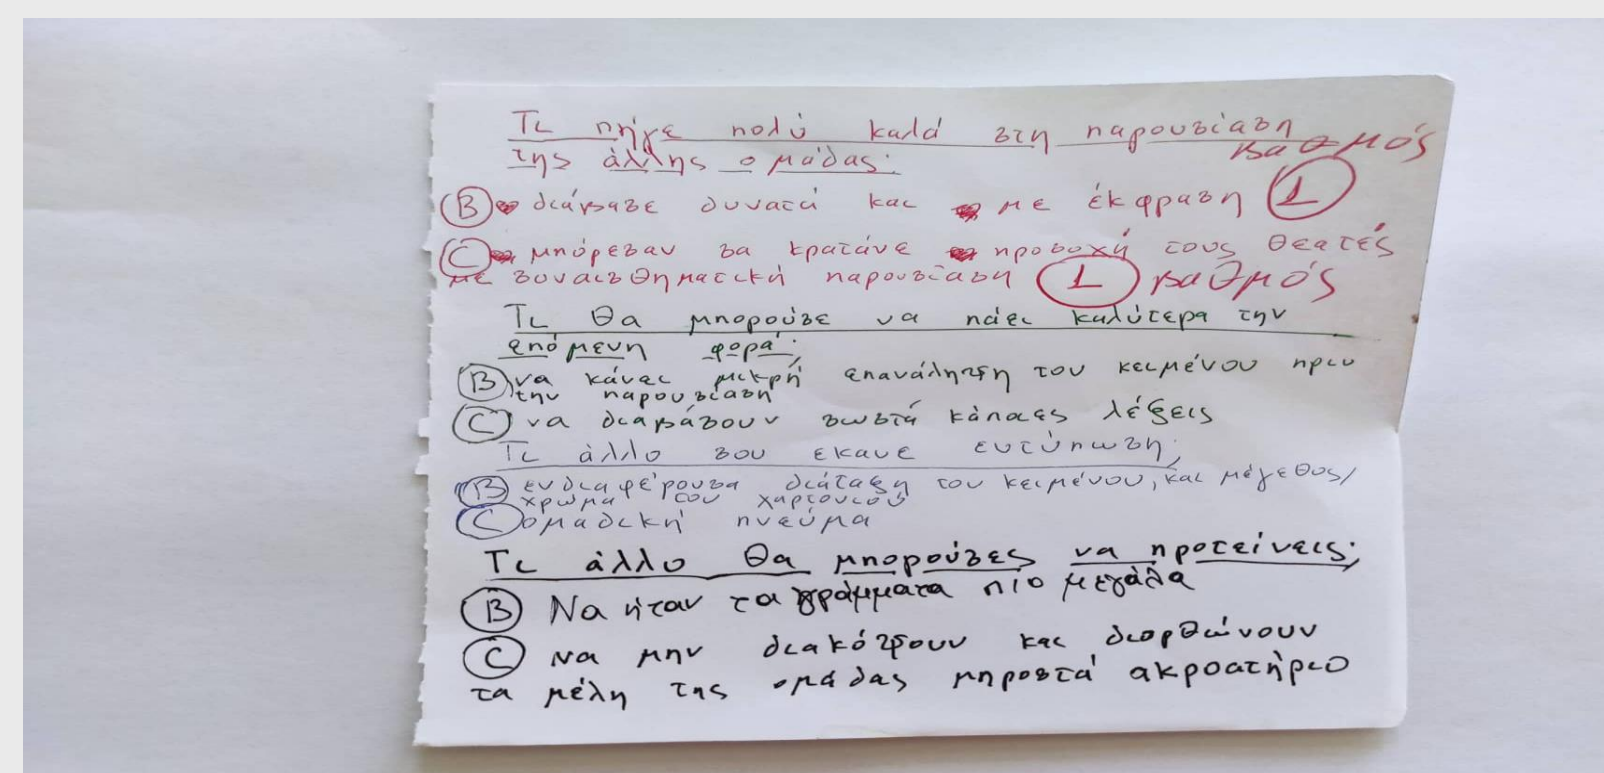 Τι πήγε πολύ καλά στη παρουσίαση
της άλλης ομάδας; βαθμός
Β διάβασε δυνατά και με έκφραση 1
C μπόρεσαν σα κρατάνε προσοχή τους θεατές
με συναισθηματική παρουσίαση 1 βαθμός
Τι θα μπορούσε να πάει καλύτερα την
επόμενη φορά;
Β να κάνει μικρή επανάληψη του κειμένου πριν
την παρουσίαση
C να διαβάσουν σωστά κάποιες λέξεις
Τι άλλο σου έκανε εντύπωση;
Β ενδιαφέρουσα διάταξη του κειμένου, και μέγεθος/
χρώμα του χαρτονιού
C ομαδική πνεύμα
Τι άλλο θα μπορούσες να προτείνεις;
Β Να ήταν τα γράμματα πιο μεγάλα
C Να μην διακόψουν και διορθώνουν
τα μέλη της ομάδας μπροστά ακροατήριο